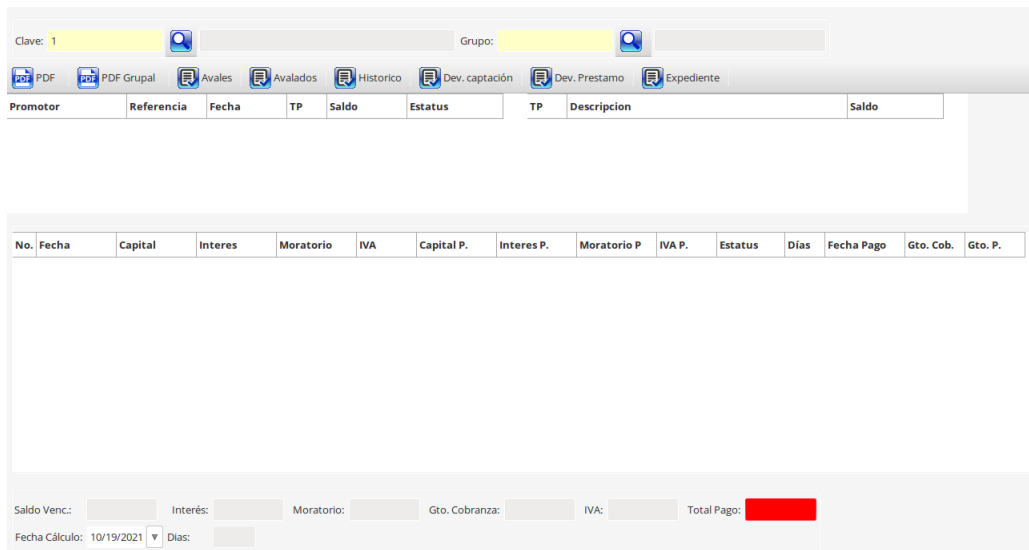 Clave: 1 Grupo:
PDF PDF PDF PDF Grupal Avales Avalados Historico Dev. captación Dev. Prestamo Expediente
Promotor Referencia Fecha TP Saldo Estatus TP Descripcion Saldo
No. Fecha Capital Interes Moratorio IVA Capital P. Interes P. Moratorio P IVA P. Estatus Días Fecha Pago Gto. Cob. Gto. P.
Saldo Venc.: Interés: Moratorio: Gto. Cobranza: IVA: Total Pago:
Fecha Cálculo: 10/19/2021 Dias: